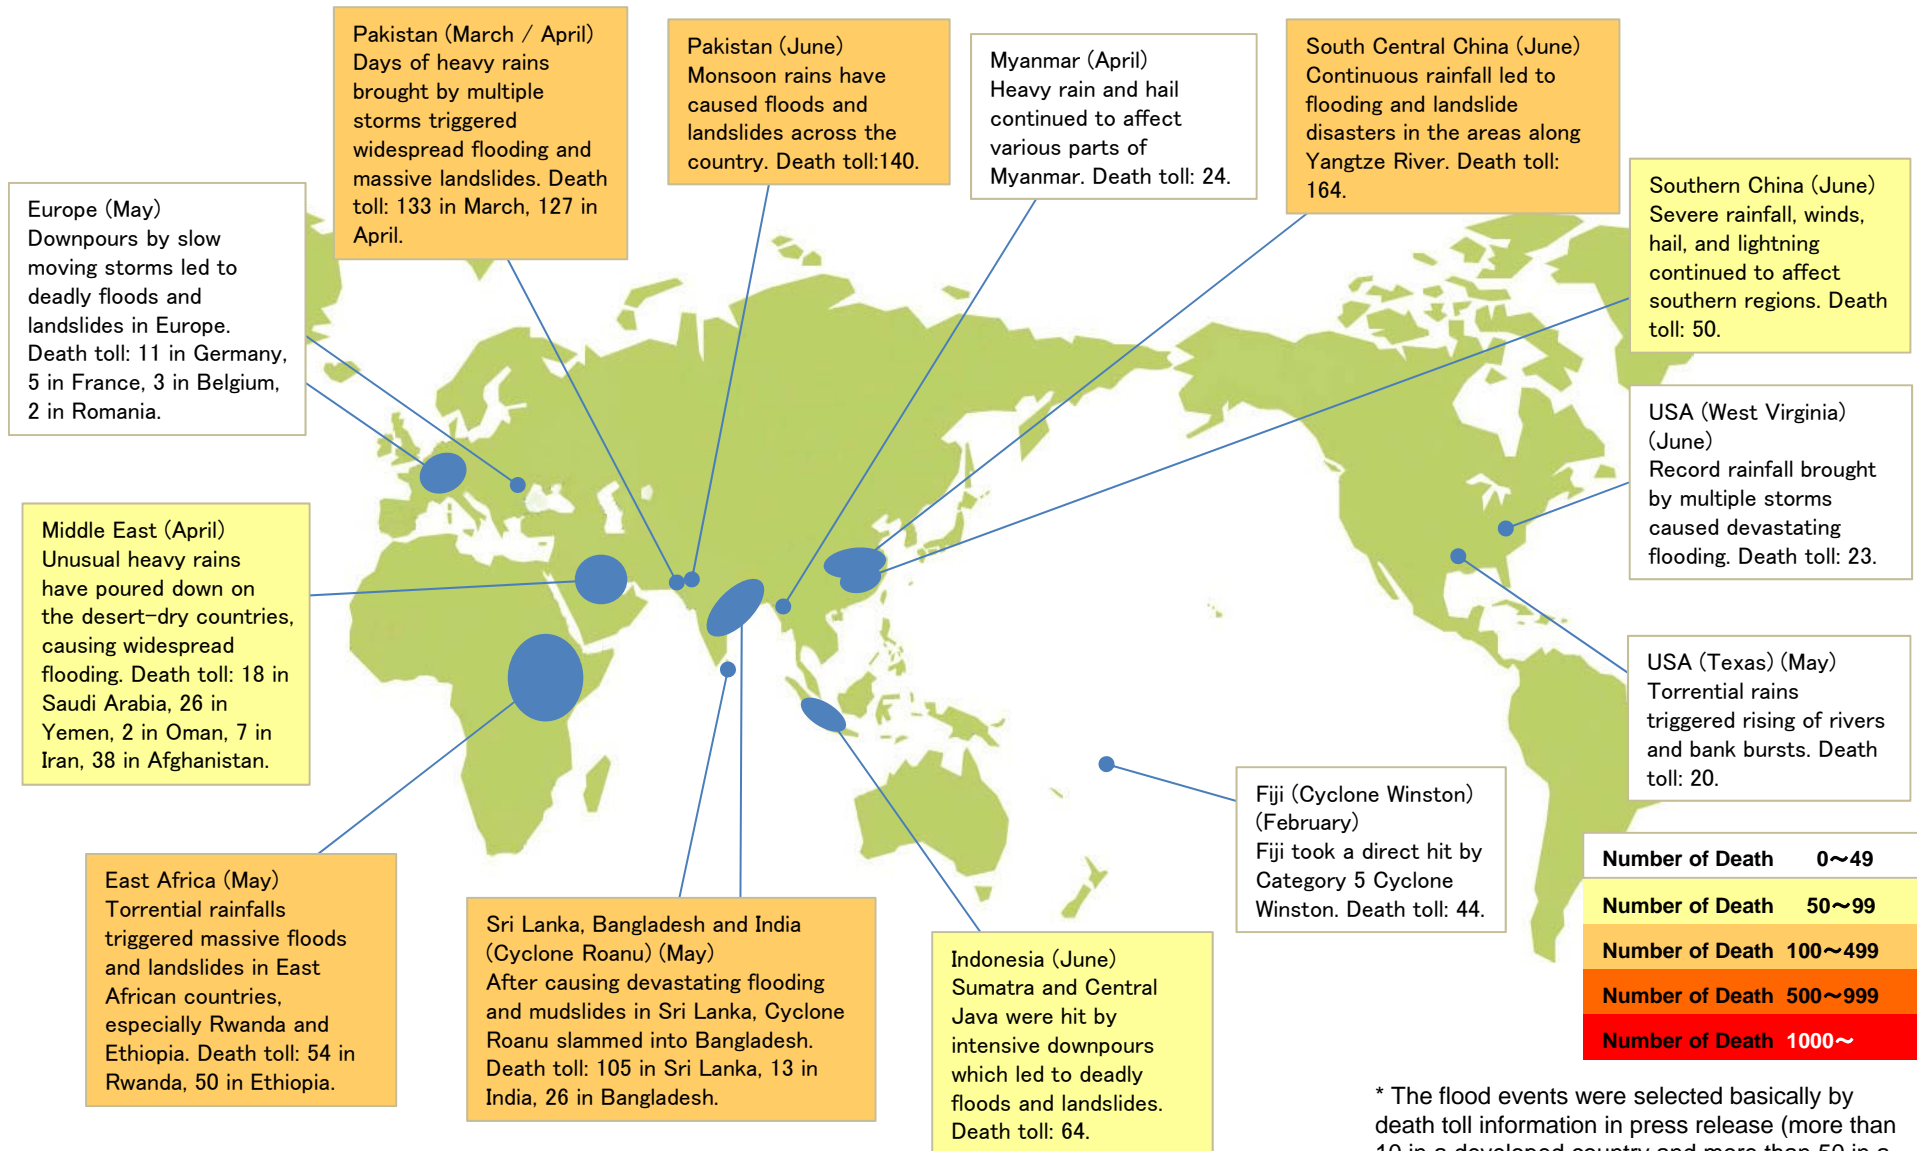 Pakistan (March / April)
Days of heavy rains
brought by multiple
storms triggered
widespread flooding and
massive landslides. Death
toll: 133 in March, 127 in
April.
Pakistan (June)
Monsoon rains have
caused floods and
landslides across the
country. Death toll:140.
Myanmar (April)
Heavy rain and hail
continued to affect
various parts of
Myanmar. Death toll: 24.
South Central China (June)
Continuous rainfall led to
flooding and landslide
disasters in the areas along
Yangtze River. Death toll:
164.
Southern China (June)
Severe rainfall, winds,
hail, and lightning
continued to affect
southern regions. Death
toll: 50.
Europe (May)
Downpours by slow
moving storms led to
deadly floods and
landslides in Europe.
Death toll: 11 in Germany,
5 in France, 3 in Belgium,
2 in Romania.
USA (West Virginia)
(June)
Record rainfall brought
by multiple storms
caused devastating
flooding. Death toll: 23.
Middle East (April)
Unusual heavy rains
have poured down on
the desert-dry countries,
causing widespread
flooding. Death toll: 18 in
Saudi Arabia, 26 in
Yemen, 2 in Oman, 7 in
Iran, 38 in Afghanistan.
USA (Texas) (May)
Torrential rains
triggered rising of rivers
and bank bursts. Death
toll: 20.
Fiji (Cyclone Winston)
(February)
Fiji took a direct hit by
Category 5 Cyclone
Winston. Death toll: 44.
East Africa (May)
Torrential rainfalls
triggered massive floods
and landslides in East
African countries,
especially Rwanda and
Ethiopia. Death toll: 54 in
Rwanda, 50 in Ethiopia.
Sri Lanka, Bangladesh and India
(Cyclone Roanu) (May)
After causing devastating flooding
and mudslides in Sri Lanka, Cyclone
Roanu slammed into Bangladesh.
Death toll: 105 in Sri Lanka, 13 in
India, 26 in Bangladesh.
Indonesia (June)
Sumatra and Central
Java were hit by
intensive downpours
which led to deadly
floods and landslides.
Death toll: 64.
Number of Death 0～49
Number of Death 50～99
Number of Death 100～499
Number of Death 500～999
Number of Death 1000～
* The flood events were selected basically by
death toll information in press release (more than
10 in a developed country and more than 50 in a